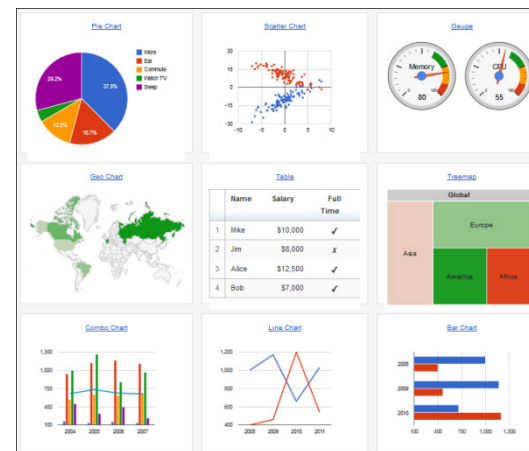 Pie Chart
Work
Eat
Commute
Watch TV
Sleep
37.5%
16.7%
12.5%
29.2%
Scatter Chart
30
15
0
-15
-30
-10 -5 0 5 10
Gauge
Memory
80
0 100
CPU
55
0
Geo Chart
Table
Name Salary Full Time
1 Mike $10,000 ✓
2 Jim $8,000 ✗
3 Alice $12,500 ✓
4 Bob $7,000 ✓
Treemap
Global
Asia
Europe
America
Africa
Combo Chart
1,300
1,000
700
400
100
2004 2005 2006 2007
Line Chart
1,200
1,000
800
600
400
2008 2009 2010 2011
Bar Chart
2008
2009
2010
100 400 700 1,000 1,300